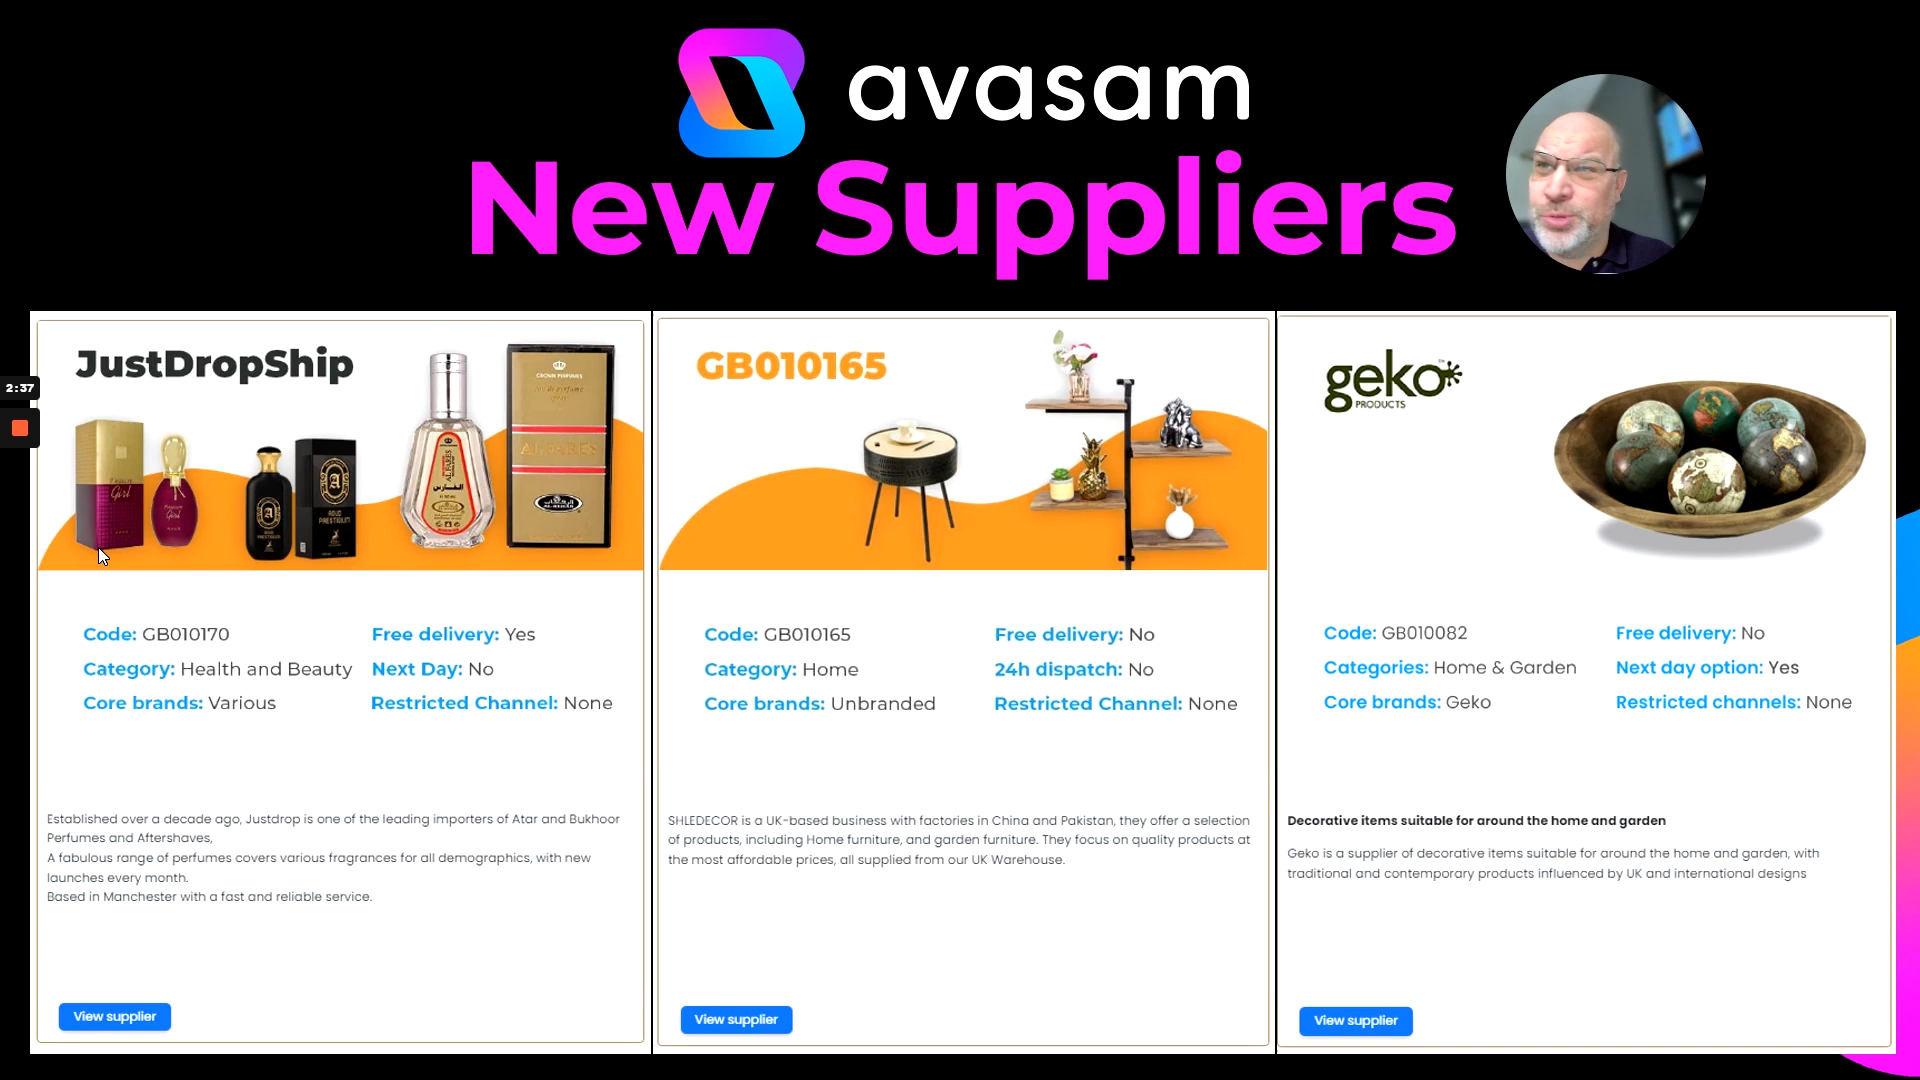 avasam
New Suppliers
2:37
JustDropShip
Girl
CROWN PERFUMES
AL FARES
الفارس
A
OUD
PRESTIGIUM
Code: GB010170
Free delivery: Yes
Category: Health and Beauty
Next Day: No
Core brands: Various
Restricted Channel: None
Established over a decade ago, Justdrop is one of the leading importers of Atar and Bukhoor
Perfumes and Aftershaves,
A fabulous range of perfumes covers various fragrances for all demographics, with new
launches every month.
Based in Manchester with a fast and reliable service.
View supplier
GB010165
Code: GB010165
Free delivery: No
Category: Home
24h dispatch: No
Core brands: Unbranded
Restricted Channel: None
SHLEDECOR is a UK-based business with factories in China and Pakistan, they offer a selection
of products, including Home furniture, and garden furniture. They focus on quality products at
the most affordable prices, all supplied from our UK Warehouse.
View supplier
geko
PRODUCTS
Code: GB010082
Free delivery: No
Categories: Home & Garden
Next day option: Yes
Core brands: Geko
Restricted channels: None
Decorative items suitable for around the home and garden
Geko is a supplier of decorative items suitable for around the home and garden, with
traditional and contemporary products influenced by UK and international designs
View supplier